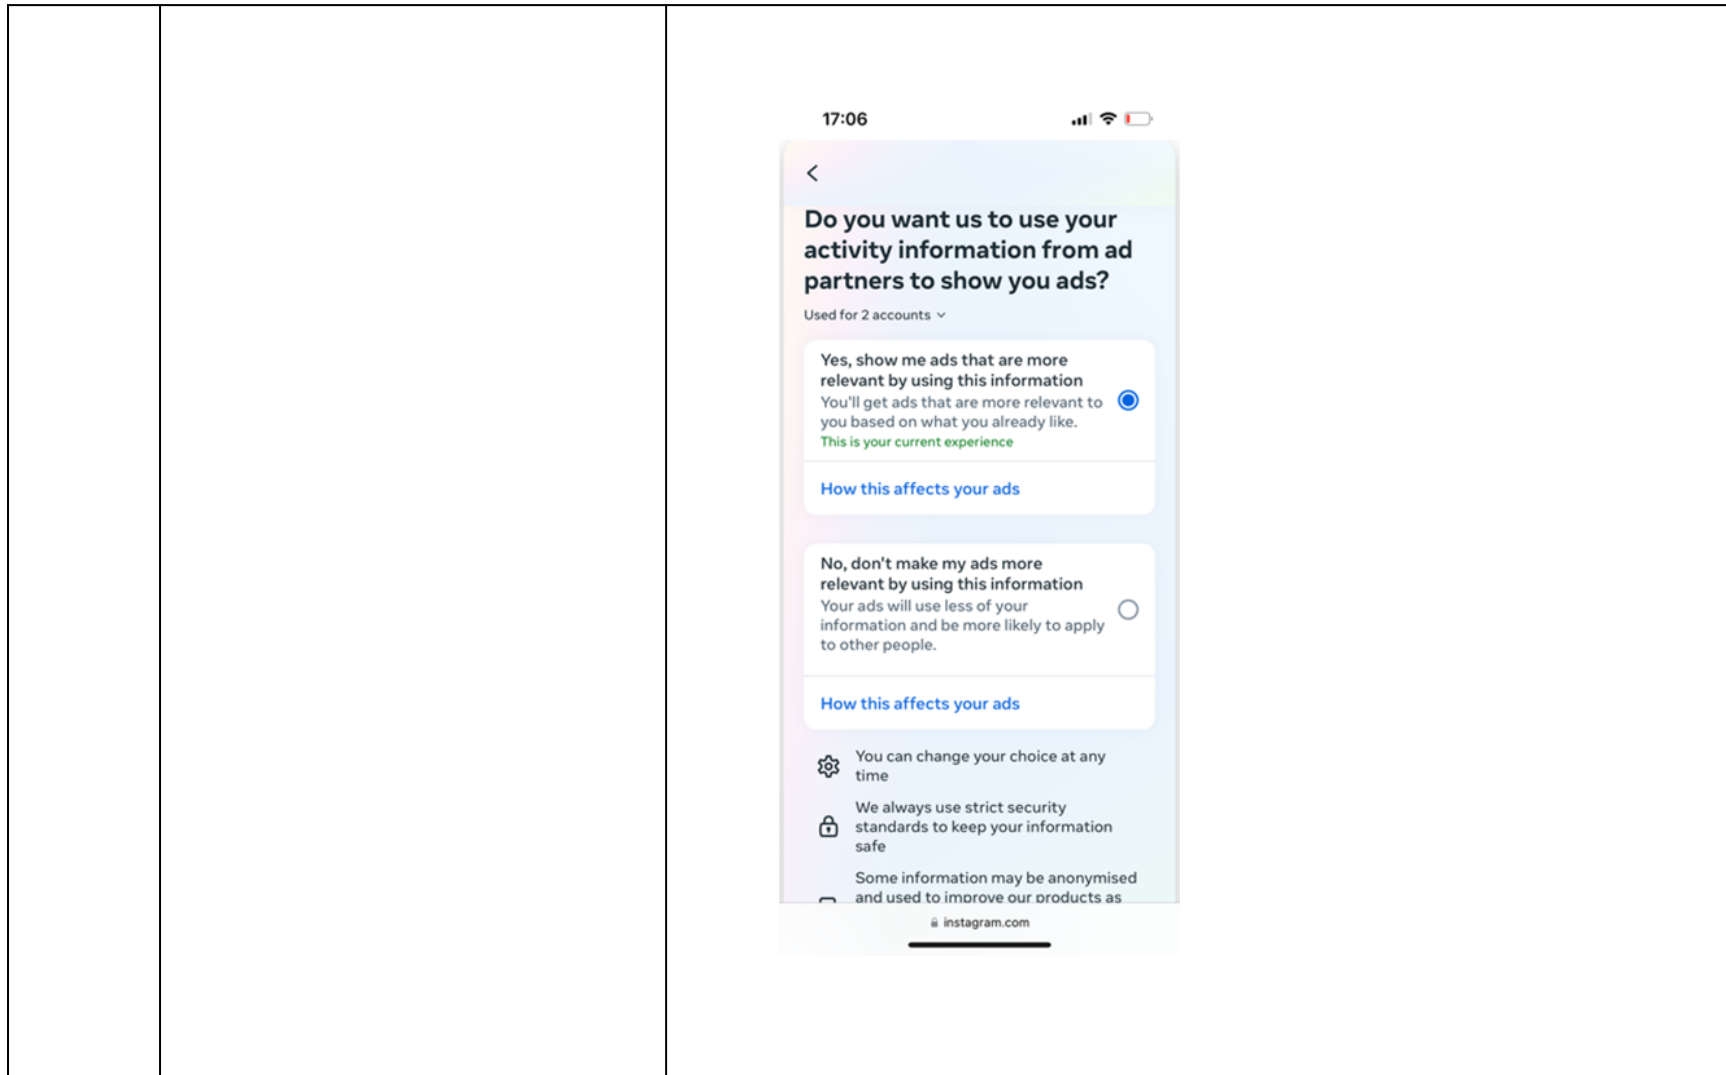 17:06
Do you want us to use your
activity information from ad
partners to show you ads?
Used for 2 accounts
Yes, show me ads that are more
relevant by using this information
You'll get ads that are more relevant to
you based on what you already like.
This is your current experience
How this affects your ads
No, don't make my ads more
relevant by using this information
Your ads will use less of your
information and be more likely to apply
to other people.
How this affects your ads
You can change your choice at any
time
We always use strict security
standards to keep your information
safe
Some information may be anonymised
and used to improve our products as
instagram.com